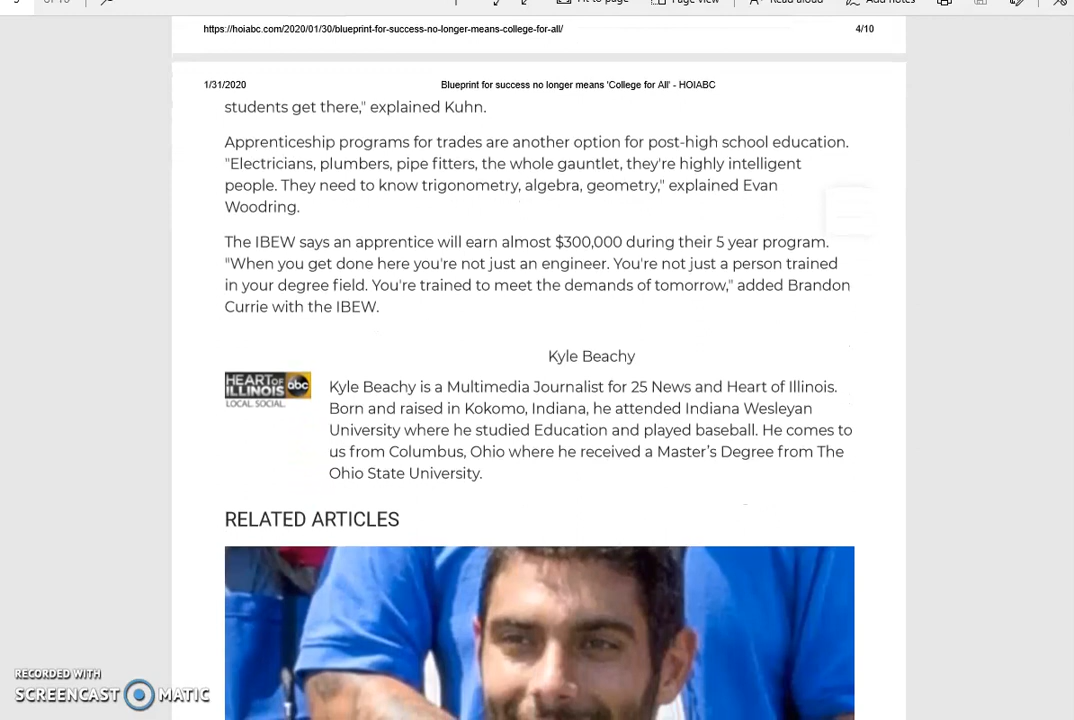 Fit to page
Page view
Read aloud
Add notes
https://hoiabc.com/2020/01/30/blueprint-for-success-no-longer-means-college-for-all/
4/10
1/31/2020
Blueprint for success no longer means 'College for All' - HOIABC
students get there," explained Kuhn.
Apprenticeship programs for trades are another option for post-high school education.
"Electricians, plumbers, pipe fitters, the whole gauntlet, they're highly intelligent
people. They need to know trigonometry, algebra, geometry," explained Evan
Woodring.
The IBEW says an apprentice will earn almost $300,000 during their 5 year program.
"When you get done here you're not just an engineer. You're not just a person trained
in your degree field. You're trained to meet the demands of tomorrow," added Brandon
Currie with the IBEW.
Kyle Beachy
HEART OF
ILLINOIS abc
LOCAL. SOCIAL.
Kyle Beachy is a Multimedia Journalist for 25 News and Heart of Illinois.
Born and raised in Kokomo, Indiana, he attended Indiana Wesleyan
University where he studied Education and played baseball. He comes to
us from Columbus, Ohio where he received a Master's Degree from The
Ohio State University.
RELATED ARTICLES
RECORDED WITH
SCREENCAST MATIC